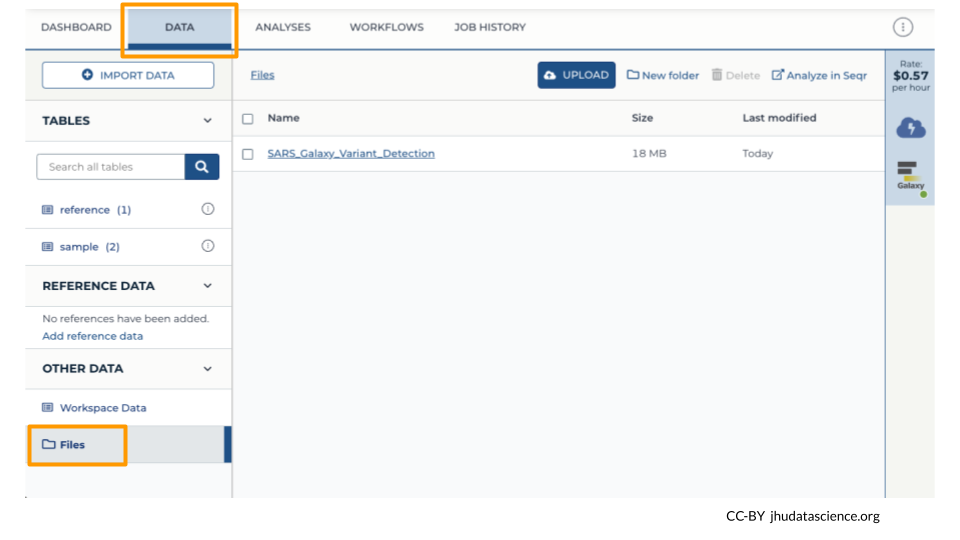 DASHBOARD DATA ANALYSES WORKFLOWS JOB HISTORY
IMPORT DATA
Files
UPLOAD New folder Delete Analyze in Seqr
Rate:
$0.57
per hour
TABLES
Name Size Last modified
Search all tables
SARS_Galaxy_Variant_Detection 18 MB Today
Galaxy
reference (1)
sample (2)
REFERENCE DATA
No references have been added.
Add reference data
OTHER DATA
Workspace Data
Files
CC-BY jhudatascience.org